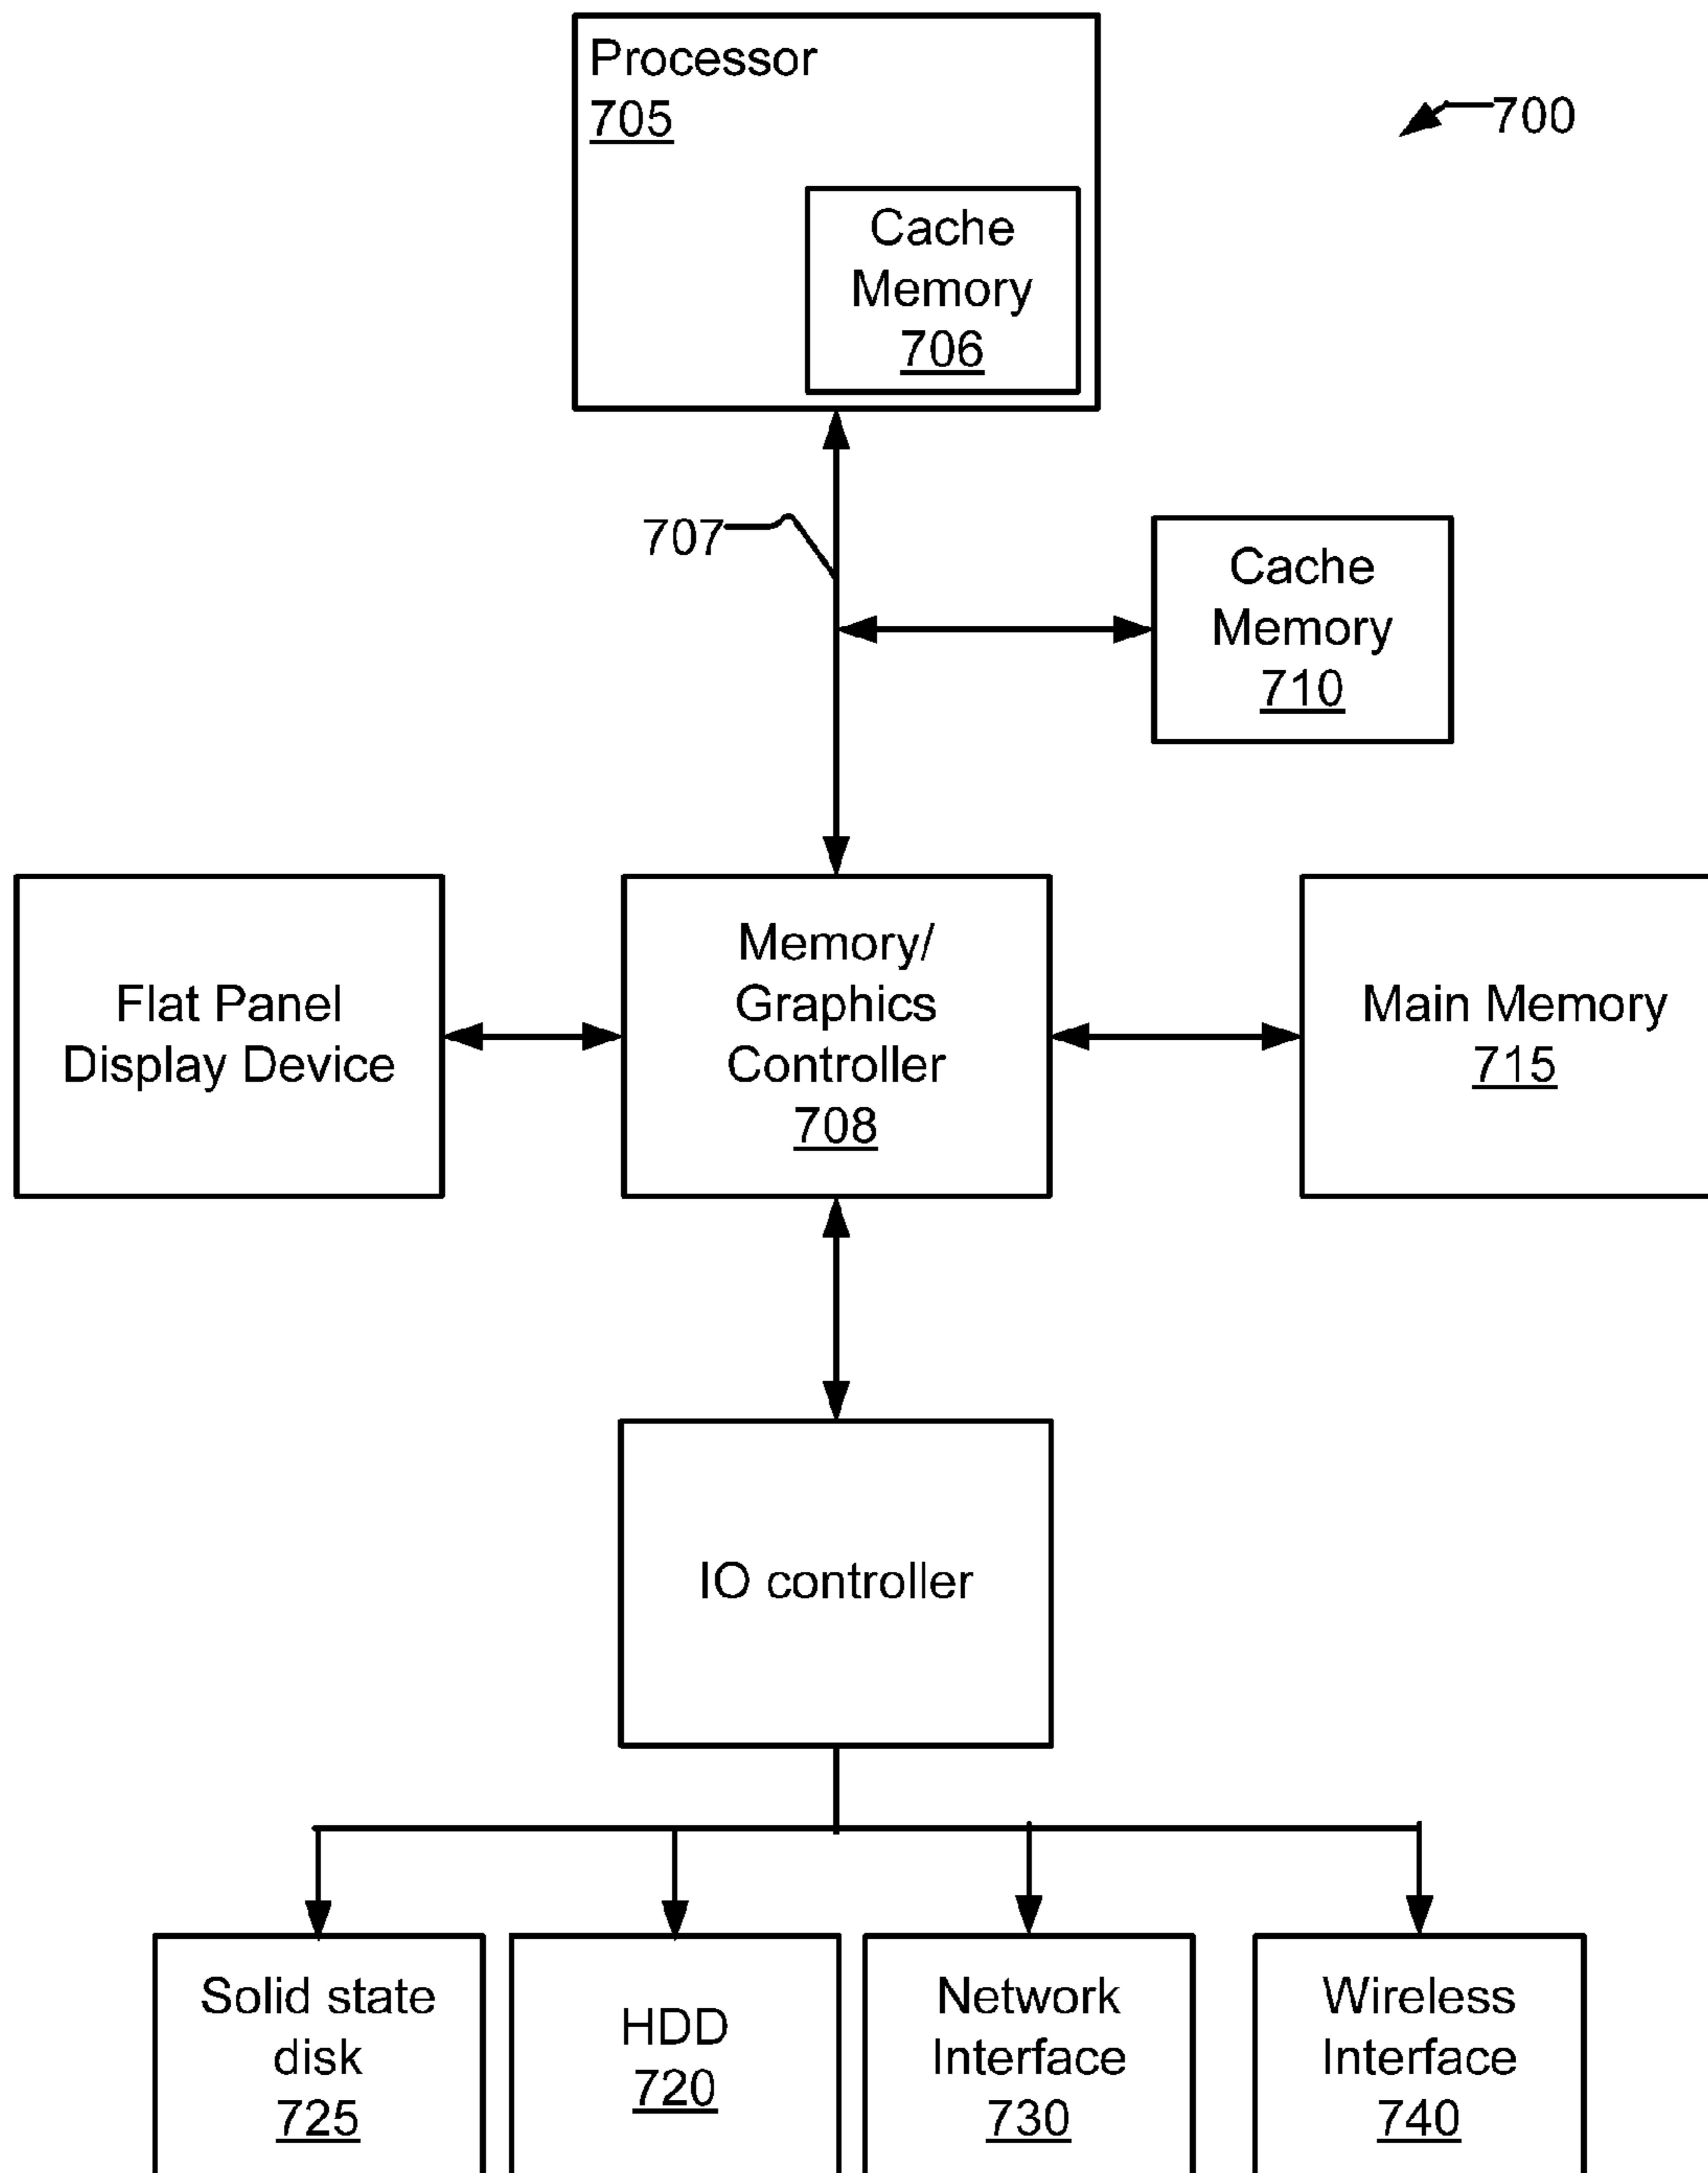 Processor
705
700
Cache
Memory
706
707
Cache
Memory
710
Flat Panel
Display Device
Memory/
Graphics
Controller
708
Main Memory
715
IO controller
Solid state
disk
725
HDD
720
Network
Interface
730
Wireless
Interface
740